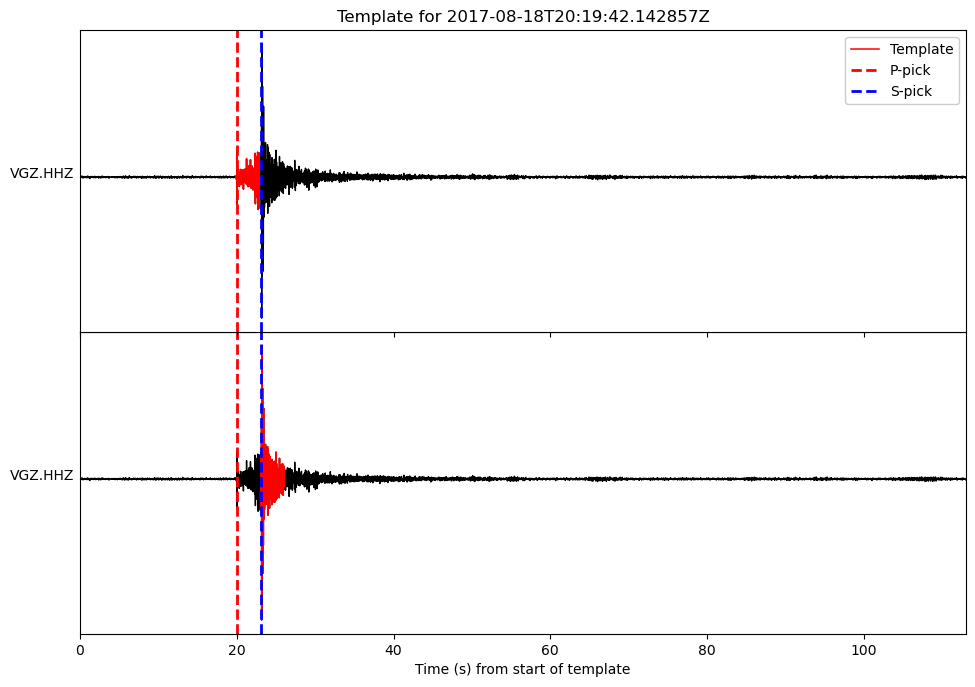 Template for 2017-08-18T20:19:42.142857Z
Template
P-pick
S-pick
VGZ.HHZ
VGZ.HHZ
0 20 40 60 80 100
Time (s) from start of template